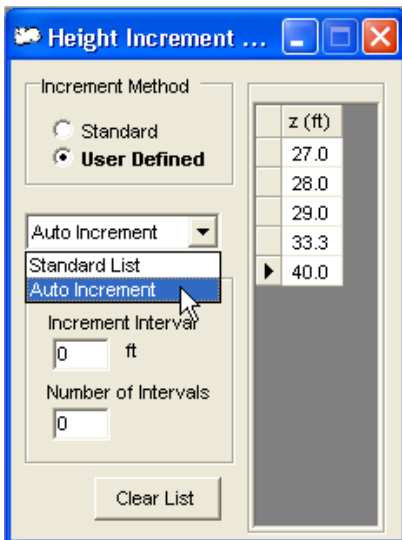 Height Increment ...
Increment Method
Standard
User Defined
Auto Increment
Standard List
Auto Increment
Increment Interval
0 ft
Number of Intervals
0
Clear List
z (ft)
27.0
28.0
29.0
33.3
40.0